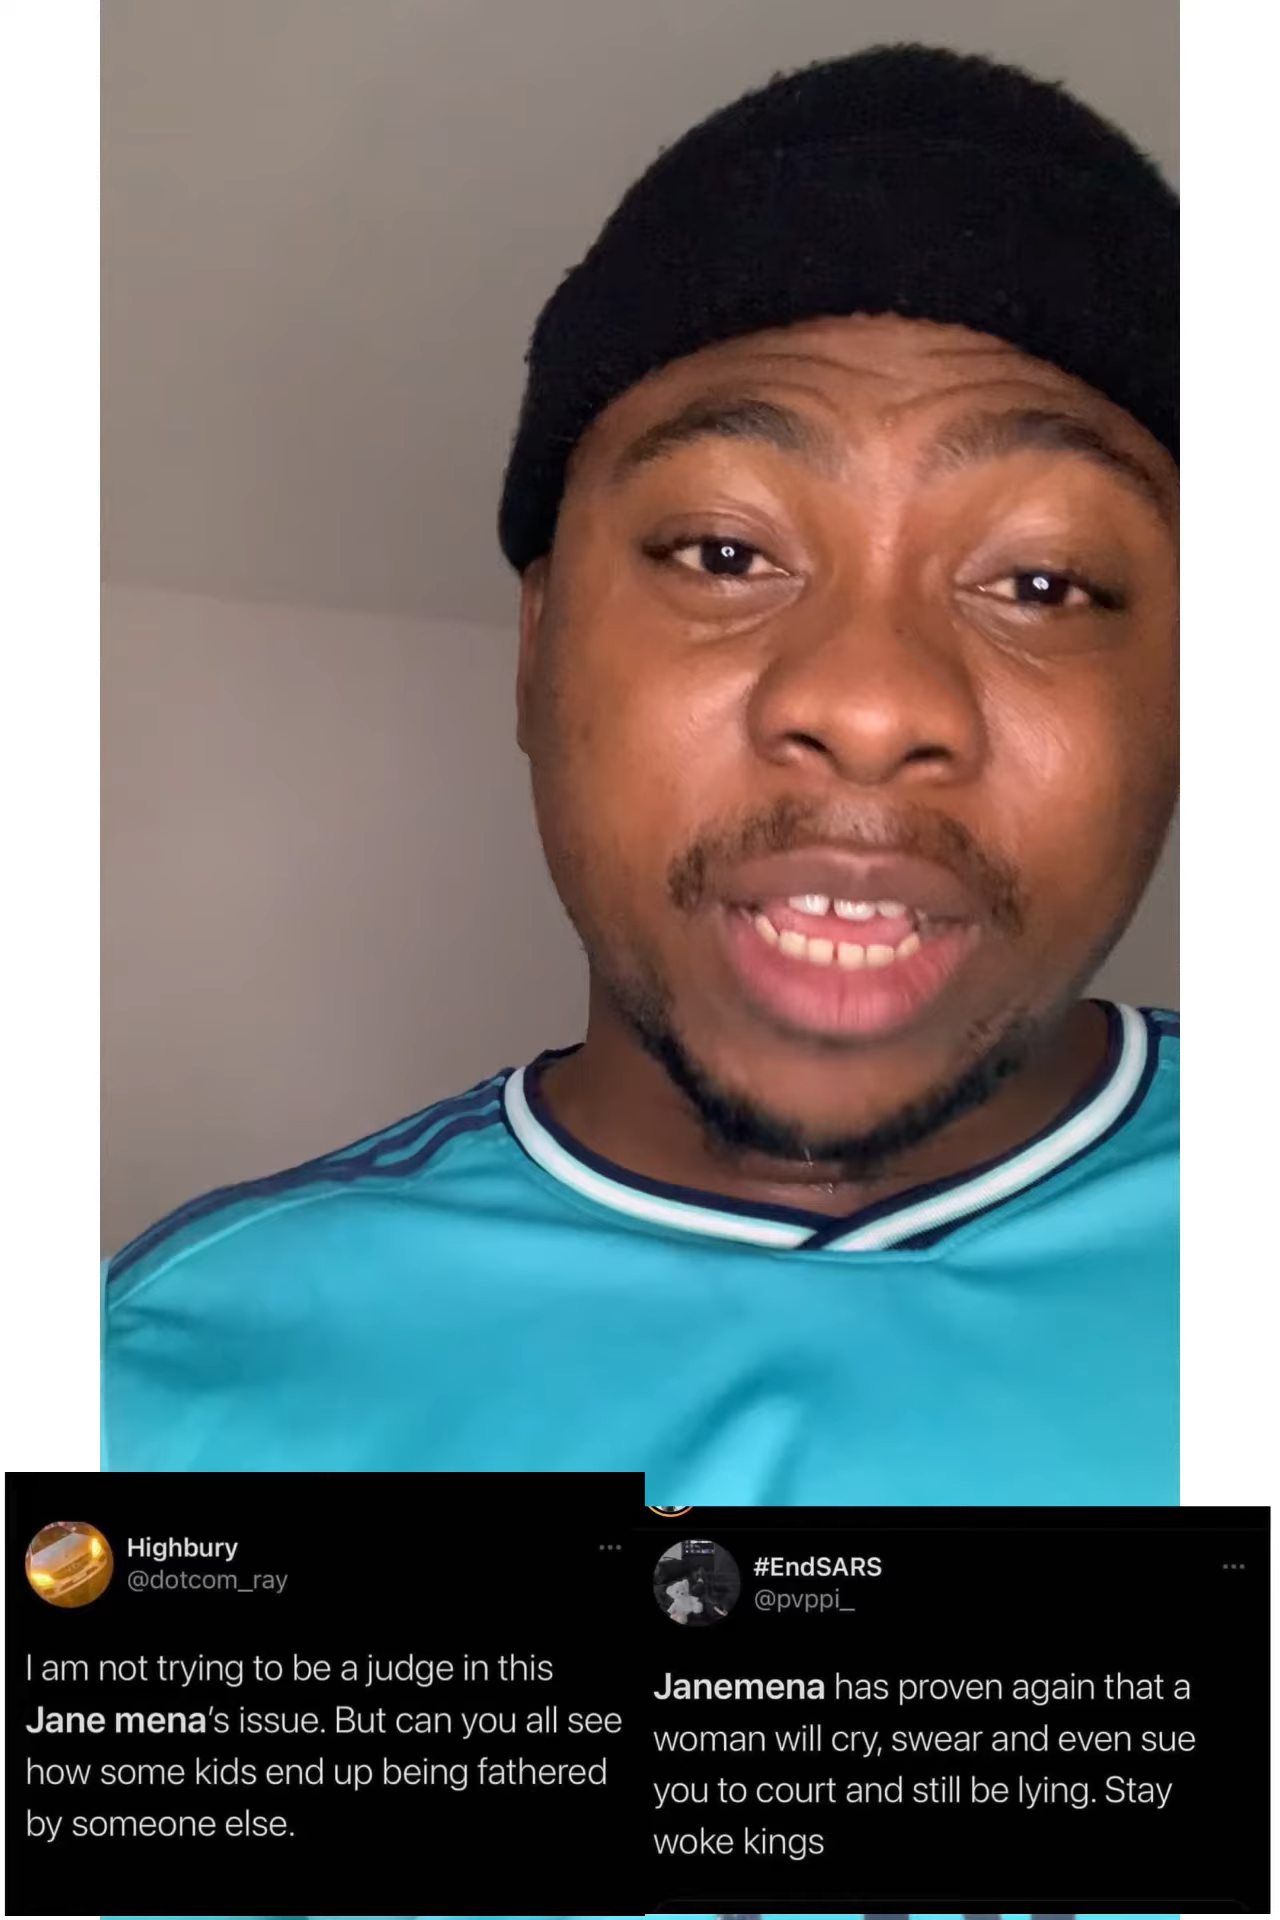 Highbury
@dotcom_ray
I am not trying to be a judge in this
Jane mena's issue. But can you all see
how some kids end up being fathered
by someone else.
#EndSARS
@pvppi_
Janemena has proven again that a
woman will cry, swear and even sue
you to court and still be lying. Stay
woke kings